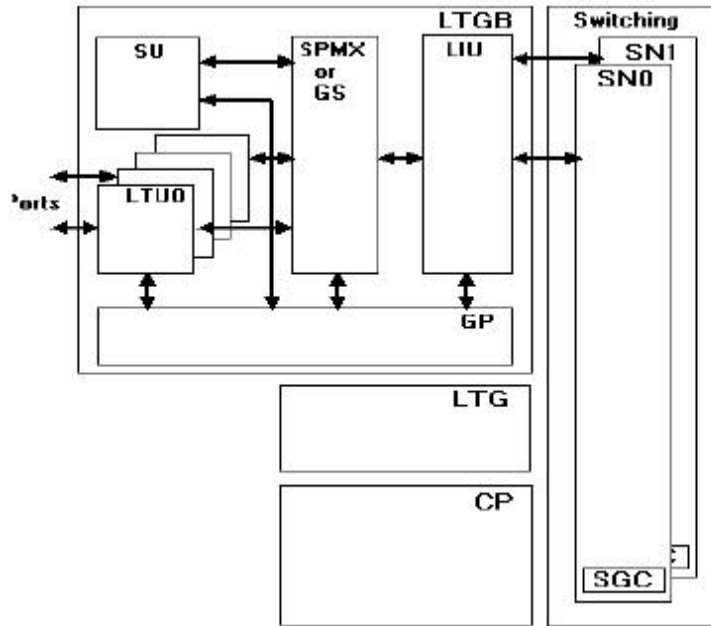 LTGB
Switching
SU
SPMX
or
GS
LIU
SN1
SN0
LTU0
GP
LTG
CP
SGC